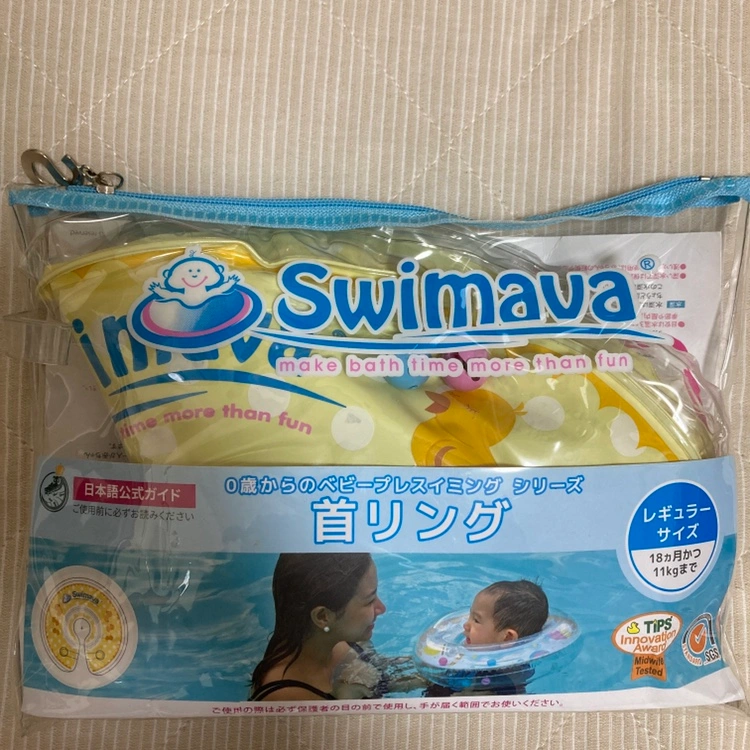 Swimava®
make bath time more than fun
imava
time more than fun
日本語公式ガイド
ご使用前に必ずお読みください
0歳からのベビープレスイミング シリーズ
首リング
レギュラー
サイズ
18ヵ月かつ
11kgまで
Swimava
TIPS
Innovation
Award
Midwife
Tested
SGS
ご使用の際は必ず保護者の目の前で使用し、手が届く範囲でお使いください。